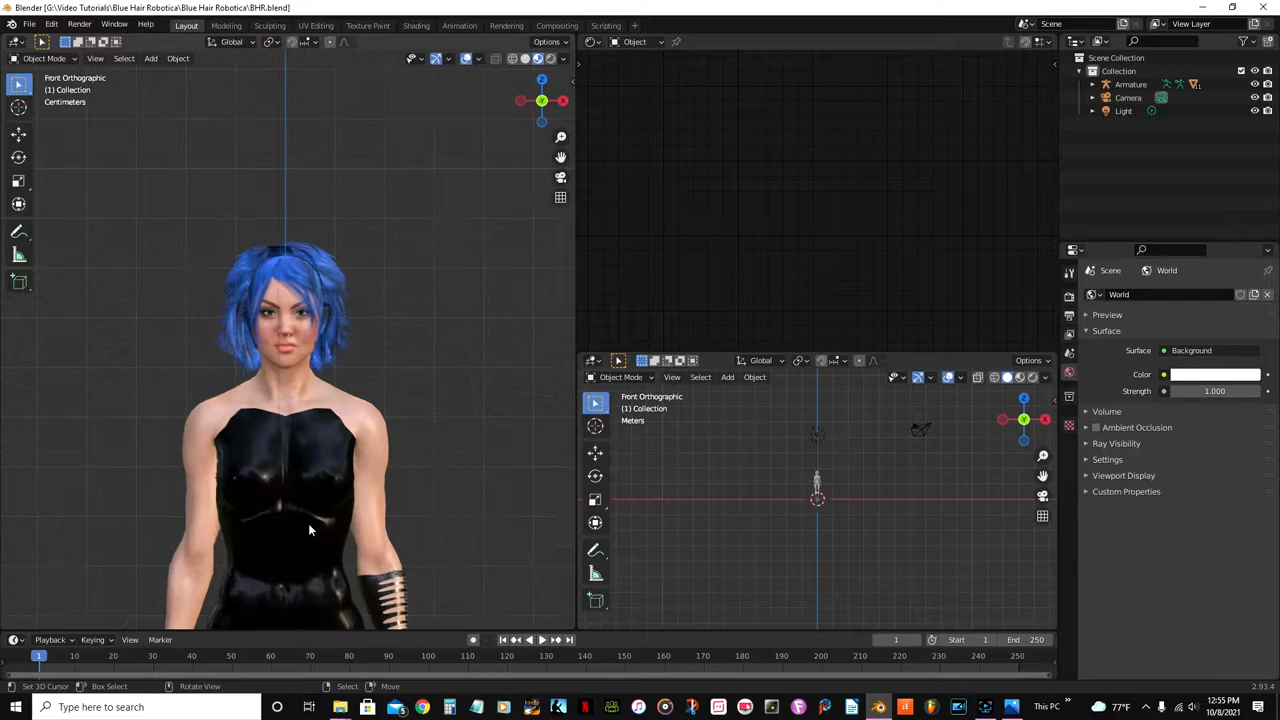 Blender [G:\Video Tutorials\Blue Hair Robotica\Blue Hair Robotica\BHR.blend]
File Edit Render Window Help Layout Modeling Sculpting UV Editing Texture Paint Shading Animation Rendering Compositing Scripting + Scene View Layer
Global Options Object
Object Mode View Select Add Object
Scene Collection
Collection
Armature 11
Camera
Light
Front Orthographic
(1) Collection
Centimeters
Z
Y
X
Scene World
World
Preview
Surface
Surface Background
Color
Strength 1.000
Volume
Ambient Occlusion
Ray Visibility
Settings
Viewport Display
Custom Properties
Global Options
Object Mode View Select Add Object
Front Orthographic
(1) Collection
Meters
Z
Y
X
Playback Keying View Marker 1 Start 1 End 250
1 10 20 30 40 50 60 70 80 90 100 110 120 130 140 150 160 170 180 190 200 210 220 230 240 250
Set 3D Cursor Box Select Rotate View Select Move 2.93.4
Type here to search This PC 77°F 12:55 PM
10/8/2021